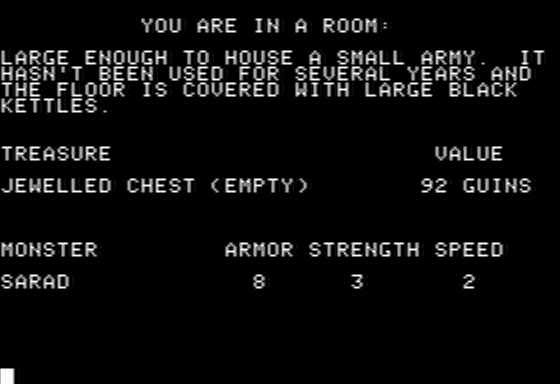 YOU ARE IN A ROOM:
LARGE ENOUGH TO HOUSE A SMALL ARMY.  IT
HASN'T BEEN USED FOR SEVERAL YEARS AND
THE FLOOR IS COVERED WITH LARGE BLACK
KETTLES.
TREASURE VALUE
JEWELLED CHEST (EMPTY) 92 GUINS
MONSTER ARMOR STRENGTH SPEED
SARAD 8 3 2